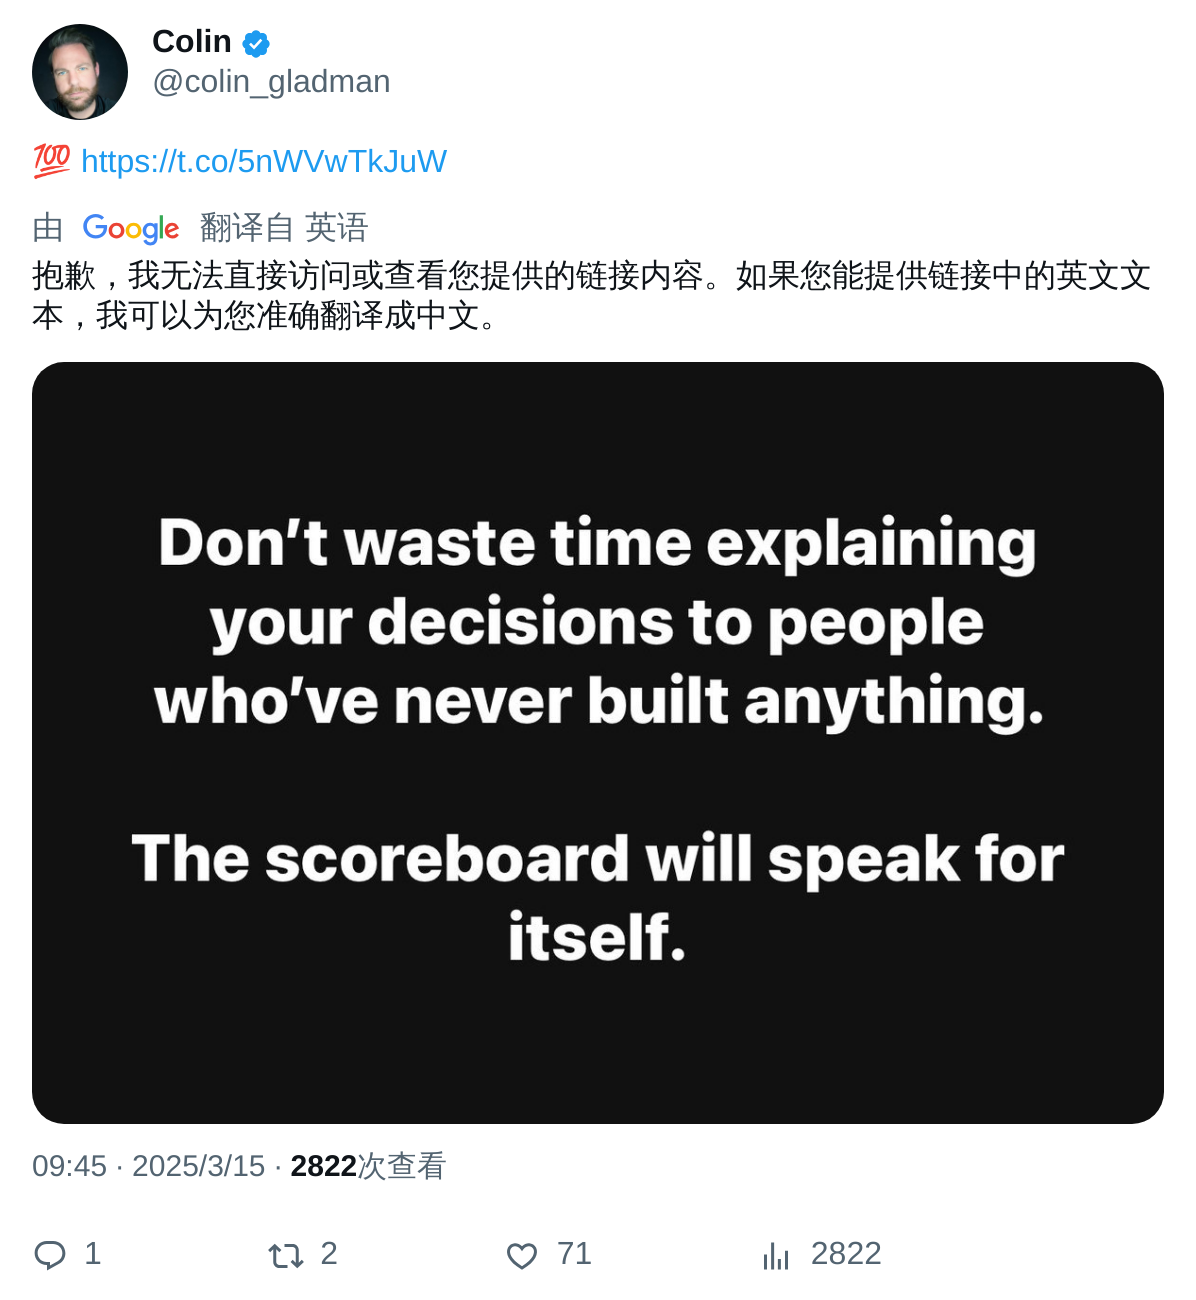 Colin
@colin_gladman
💯 https://t.co/5nWVwTkJuW
由 Google 翻译自 英语
抱歉，我无法直接访问或查看您提供的链接内容。如果您能提供链接中的英文文
本，我可以为您准确翻译成中文。
Don’t waste time explaining
your decisions to people
who’ve never built anything.
The scoreboard will speak for
itself.
09:45 · 2025/3/15 · 2822次查看
1 2 71 2822